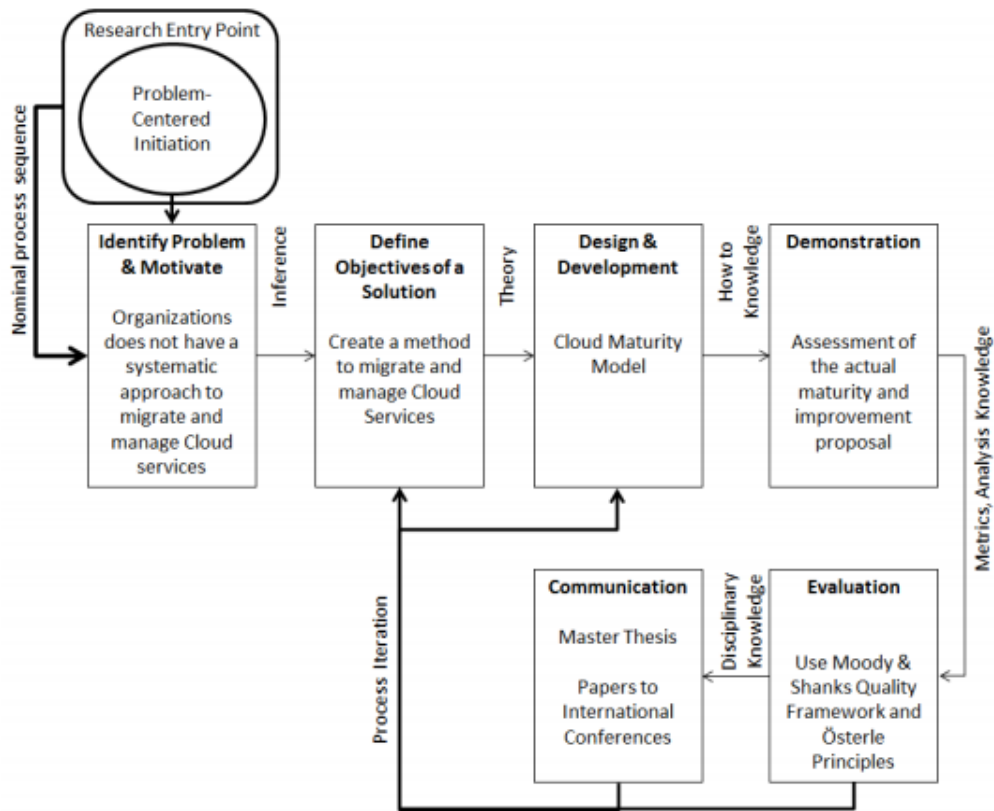 Research Entry Point
Problem-
Centered
Initiation
Nominal process sequence
Identify Problem
& Motivate
Organizations
does not have a
systematic
approach to
migrate and
manage Cloud
services
Inference
Define
Objectives of a
Solution
Create a method
to migrate and
manage Cloud
Services
Theory
Design &
Development
Cloud Maturity
Model
How to
Knowledge
Demonstration
Assessment of
the actual
maturity and
improvement
proposal
Metrics, Analysis Knowledge
Evaluation
Use Moody &
Shanks Quality
Framework and
Österle
Principles
Disciplinary
Knowledge
Communication
Master Thesis
Papers to
International
Conferences
Process Iteration